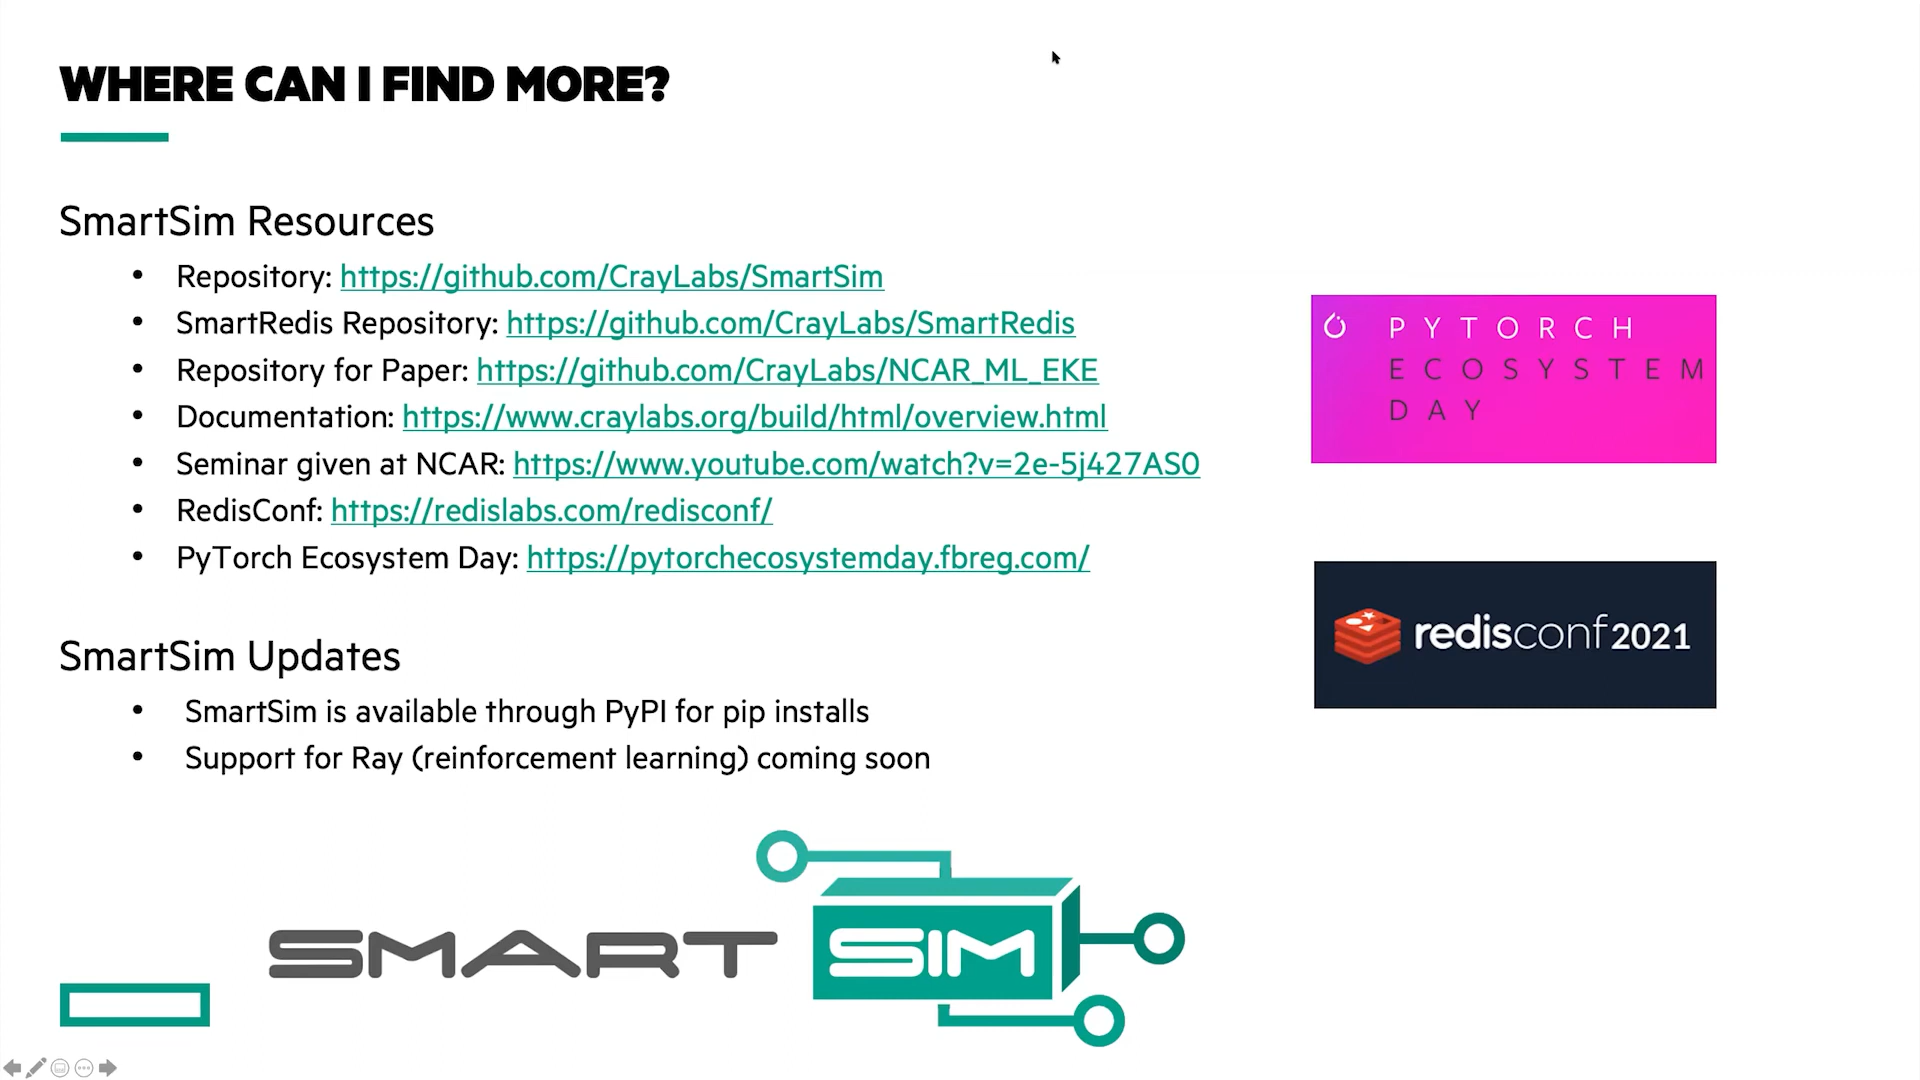 WHERE CAN I FIND MORE?
SmartSim Resources
• Repository: https://github.com/CrayLabs/SmartSim
• SmartRedis Repository: https://github.com/CrayLabs/SmartRedis
• Repository for Paper: https://github.com/CrayLabs/NCAR_ML_EKE
• Documentation: https://www.craylabs.org/build/html/overview.html
• Seminar given at NCAR: https://www.youtube.com/watch?v=2e-5j427AS0
• RedisConf: https://redislabs.com/redisconf/
• PyTorch Ecosystem Day: https://pytorchecosystemday.fbreg.com/
SmartSim Updates
• SmartSim is available through PyPI for pip installs
• Support for Ray (reinforcement learning) coming soon
PYTORCH
ECOSYSTEM
DAY
redisconf 2021
SMART SIM